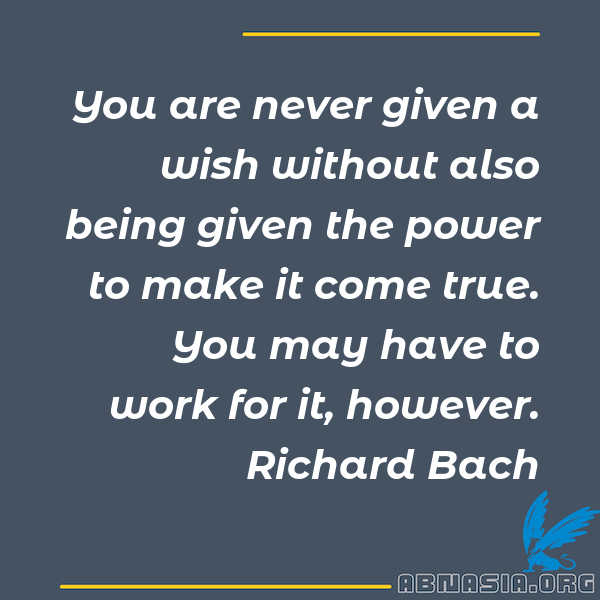 You are never given a
wish without also
being given the power
to make it come true.
You may have to
work for it, however.
Richard Bach
ABNASIA.ORG